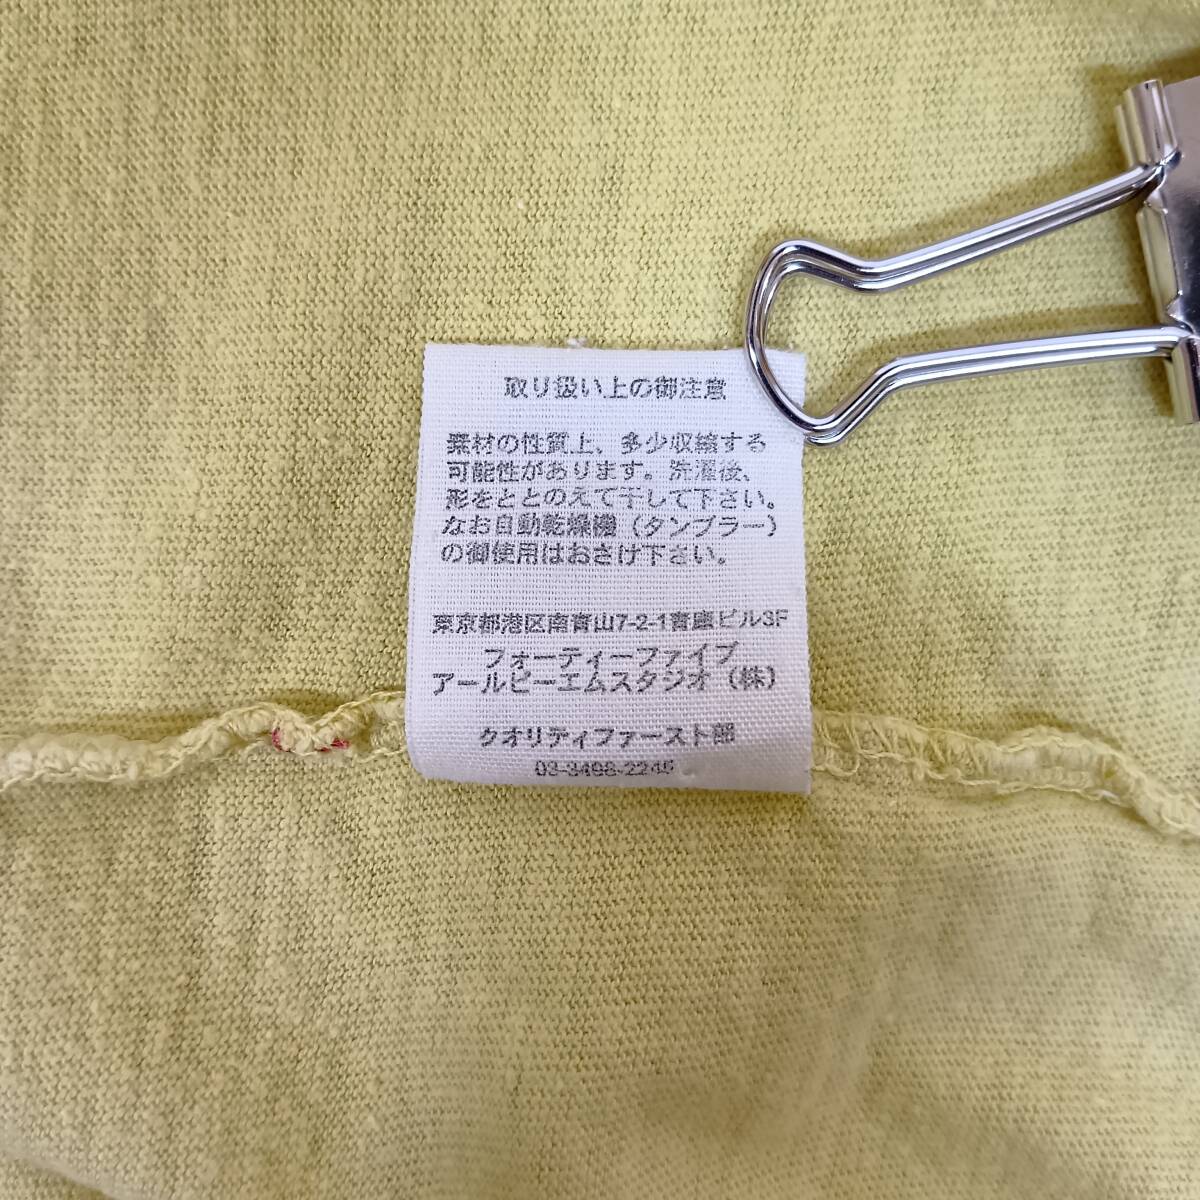 取り扱い上の御注意
素材の性質上、多少収縮する
可能性があります。洗濯後、
形をととのえて干して下さい。
なお自動乾燥機（タンブラー）
の御使用はおさけ下さい。
東京都港区南青山7-2-1青鹿ビル3F
フォーティーファイブ
アールピーエムスタジオ（株）
クオリティファースト部
03-3498-2245